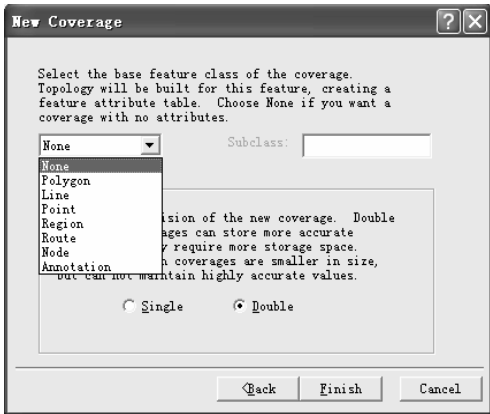 New Coverage
Select the base feature class of the coverage.
Topology will be built for this feature, creating a
feature attribute table. Choose None if you want a
coverage with no attributes.
None
Subclass:
None
Polygon
Line
Point
Region
Route
Node
Annotation
ision of the new coverage. Double
ages can store more accurate
y require more storage space.
n coverages are smaller in size,
but can not maintain highly accurate values.
Single
Double
<Back
Finish
Cancel